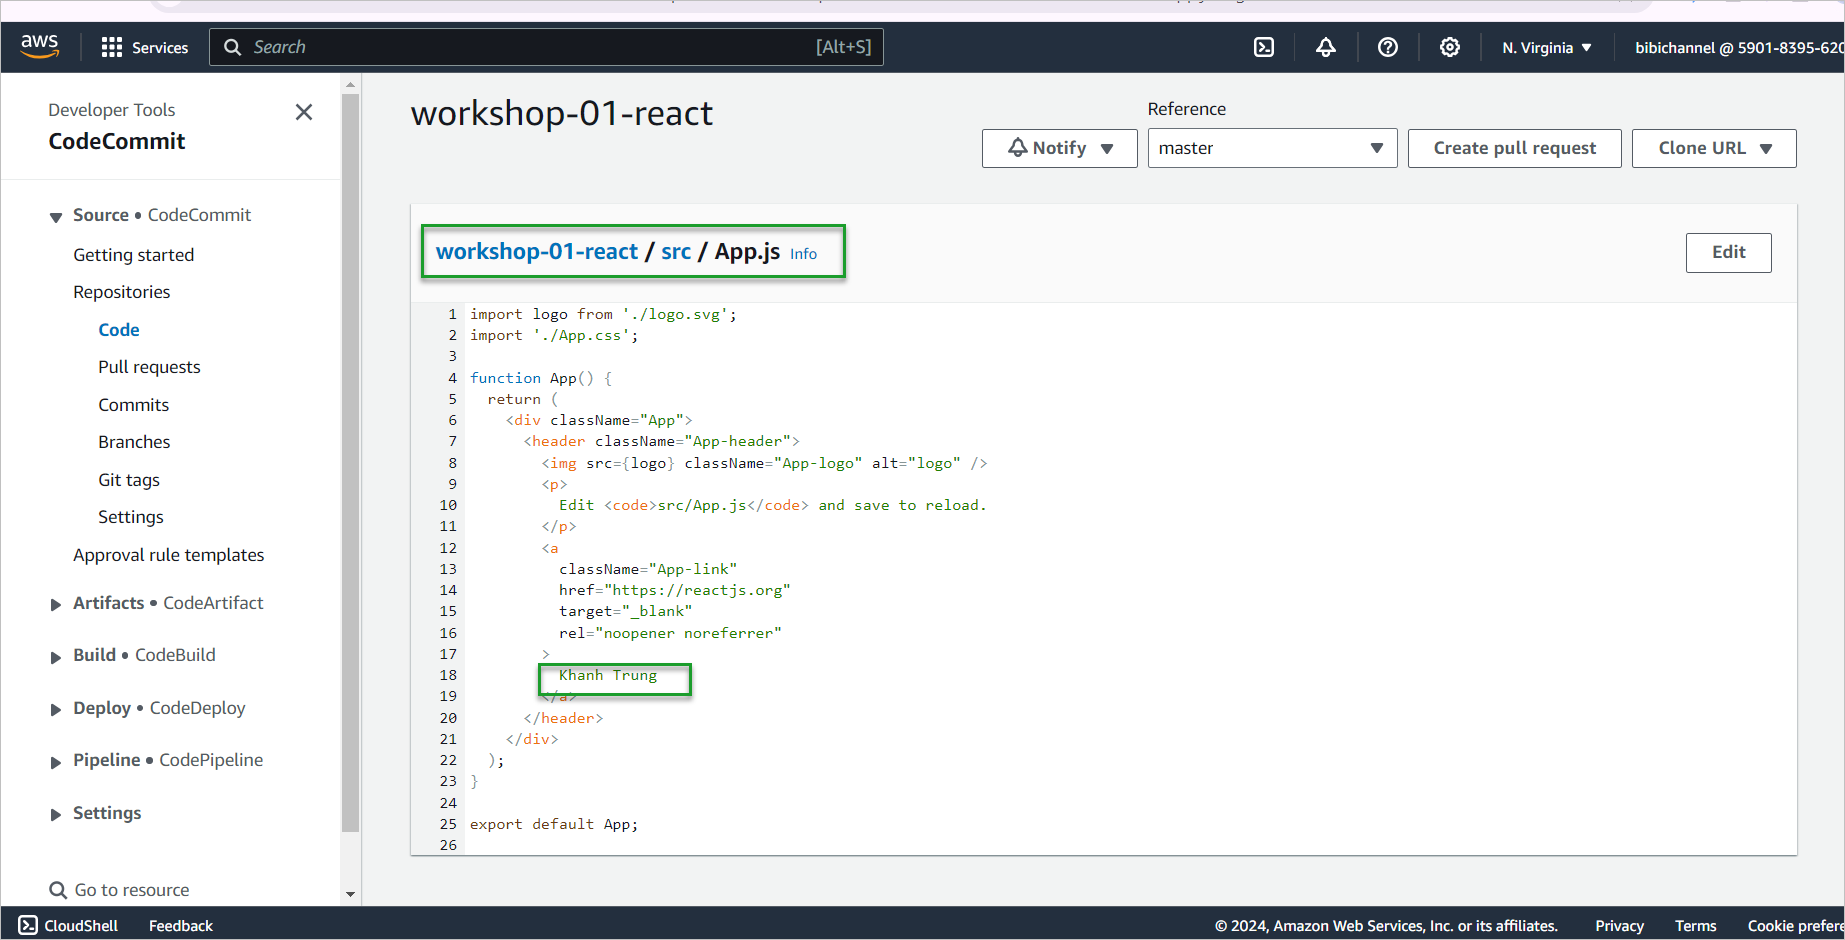 aws
Services
Search
[Alt+S]
N. Virginia
bibichannel @ 5901-8395-620
Developer Tools
CodeCommit
Source • CodeCommit
Getting started
Repositories
Code
Pull requests
Commits
Branches
Git tags
Settings
Approval rule templates
Artifacts • CodeArtifact
Build • CodeBuild
Deploy • CodeDeploy
Pipeline • CodePipeline
Settings
Go to resource
workshop-01-react
Reference
Notify
master
Create pull request
Clone URL
workshop-01-react / src / App.js Info
Edit
1 import logo from './logo.svg';
2 import './App.css';
3
4 function App() {
5 return (
6 <div className="App">
7 <header className="App-header">
8 <img src={logo} className="App-logo" alt="logo" />
9 <p>
10 Edit <code>src/App.js</code> and save to reload.
11 </p>
12 <a
13 className="App-link"
14 href="https://reactjs.org"
15 target="_blank"
16 rel="noopener noreferrer"
17 >
18 Khanh Trung
19 </a>
20 </header>
21 </div>
22 );
23 }
24
25 export default App;
26
CloudShell
Feedback
© 2024, Amazon Web Services, Inc. or its affiliates.
Privacy
Terms
Cookie prefere